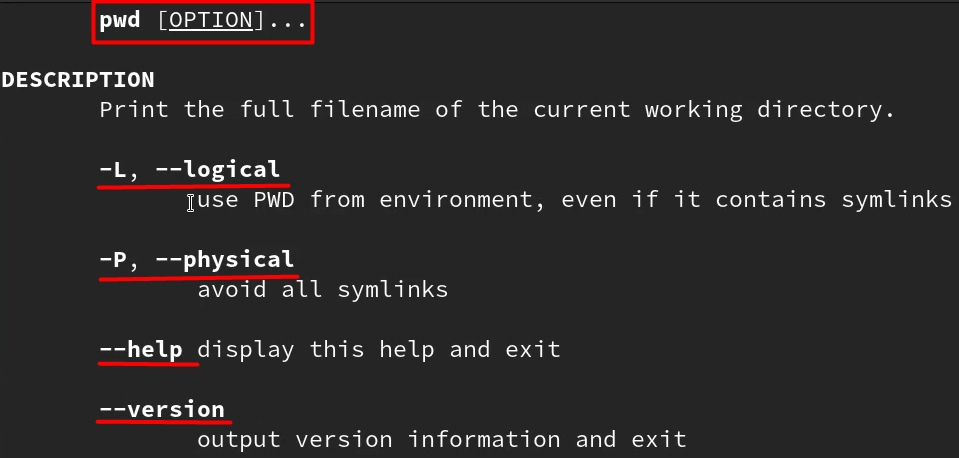 pwd [OPTION]...
DESCRIPTION
Print the full filename of the current working directory.
-L, --logical
use PWD from environment, even if it contains symlinks
-P, --physical
avoid all symlinks
--help display this help and exit
--version
output version information and exit